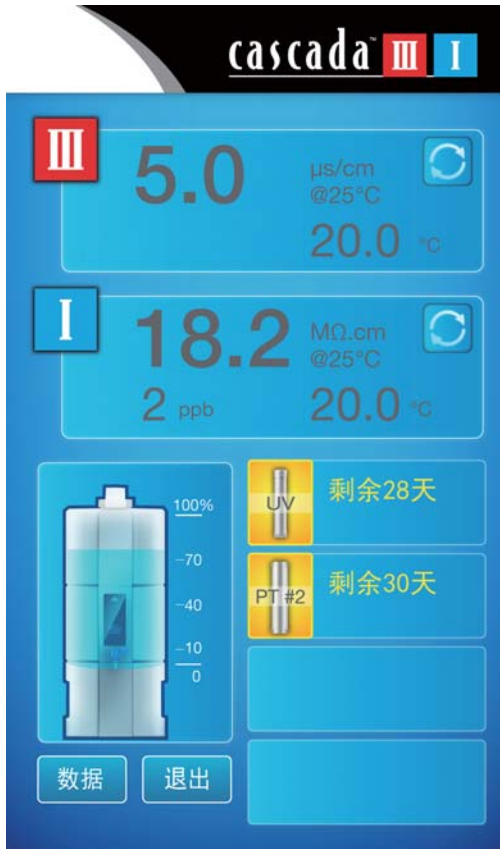 cascada™ III I
III
5.0 µs/cm
@25°C
20.0 °C
I
18.2 MΩ.cm
@25°C
2 ppb 20.0 °C
100%
-70
-40
-10
0
UV 剩余28天
PT #2 剩余30天
数据 退出